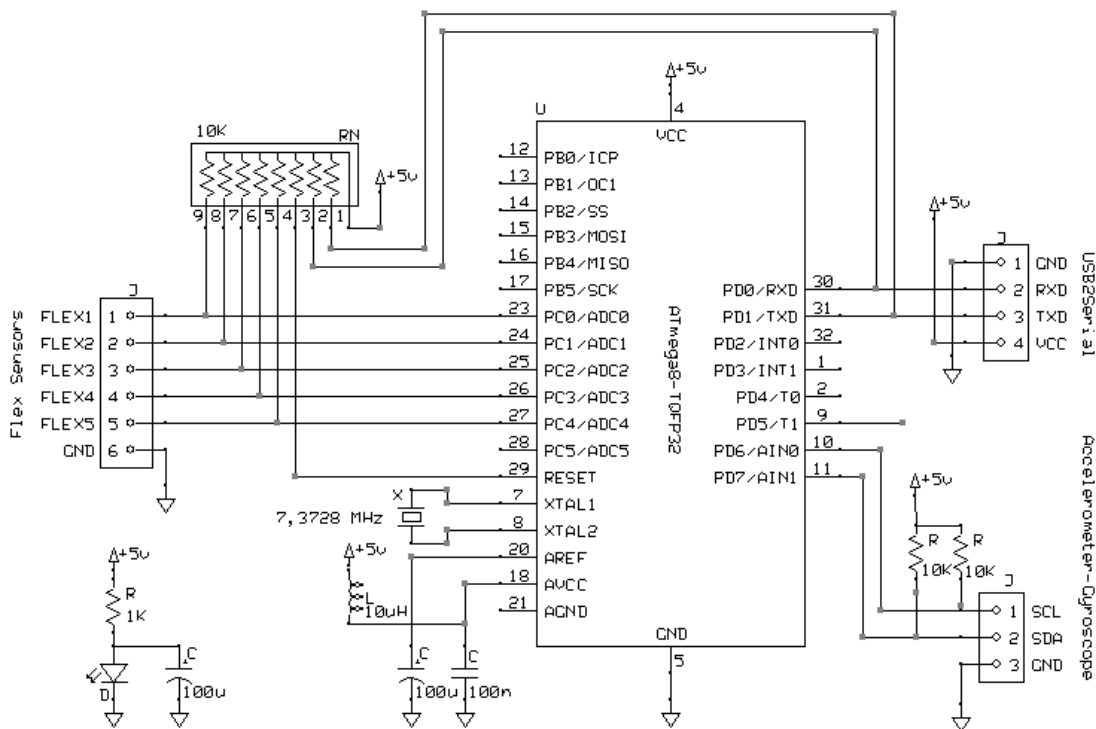 +5v
4
U
VCC
10K
RN
+5v
9 8 7 6 5 4 3 2 1
12 PB0/ICP
13 PB1/OC1
14 PB2/SS
15 PB3/MOSI
16 PB4/MISO
17 PB5/SCK
23 PC0/ADC0
24 PC1/ADC1
25 PC2/ADC2
26 PC3/ADC3
27 PC4/ADC4
28 PC5/ADC5
29 RESET
7 XTAL1
8 XTAL2
20 AREF
18 AVCC
21 AGND
ATmega8-TQFP32
PD0/RXD 30
PD1/TXD 31
PD2/INT0 32
PD3/INT1 1
PD4/T0 2
PD5/T1 9
PD6/AIN0 10
PD7/AIN1 11
GND
5
J
Flex Sensors
FLEX1 1
FLEX2 2
FLEX3 3
FLEX4 4
FLEX5 5
GND 6
X
7,3728 MHz
+5v
L
10uH
C
100u
C
100n
+5v
R
1K
D
C
100u
+5v
J
1 GND
2 RXD
3 TXD
4 VCC
USB2Serial
+5v
R
10K
R
10K
J
1 SCL
2 SDA
3 GND
Accelerometer-Gyroscope